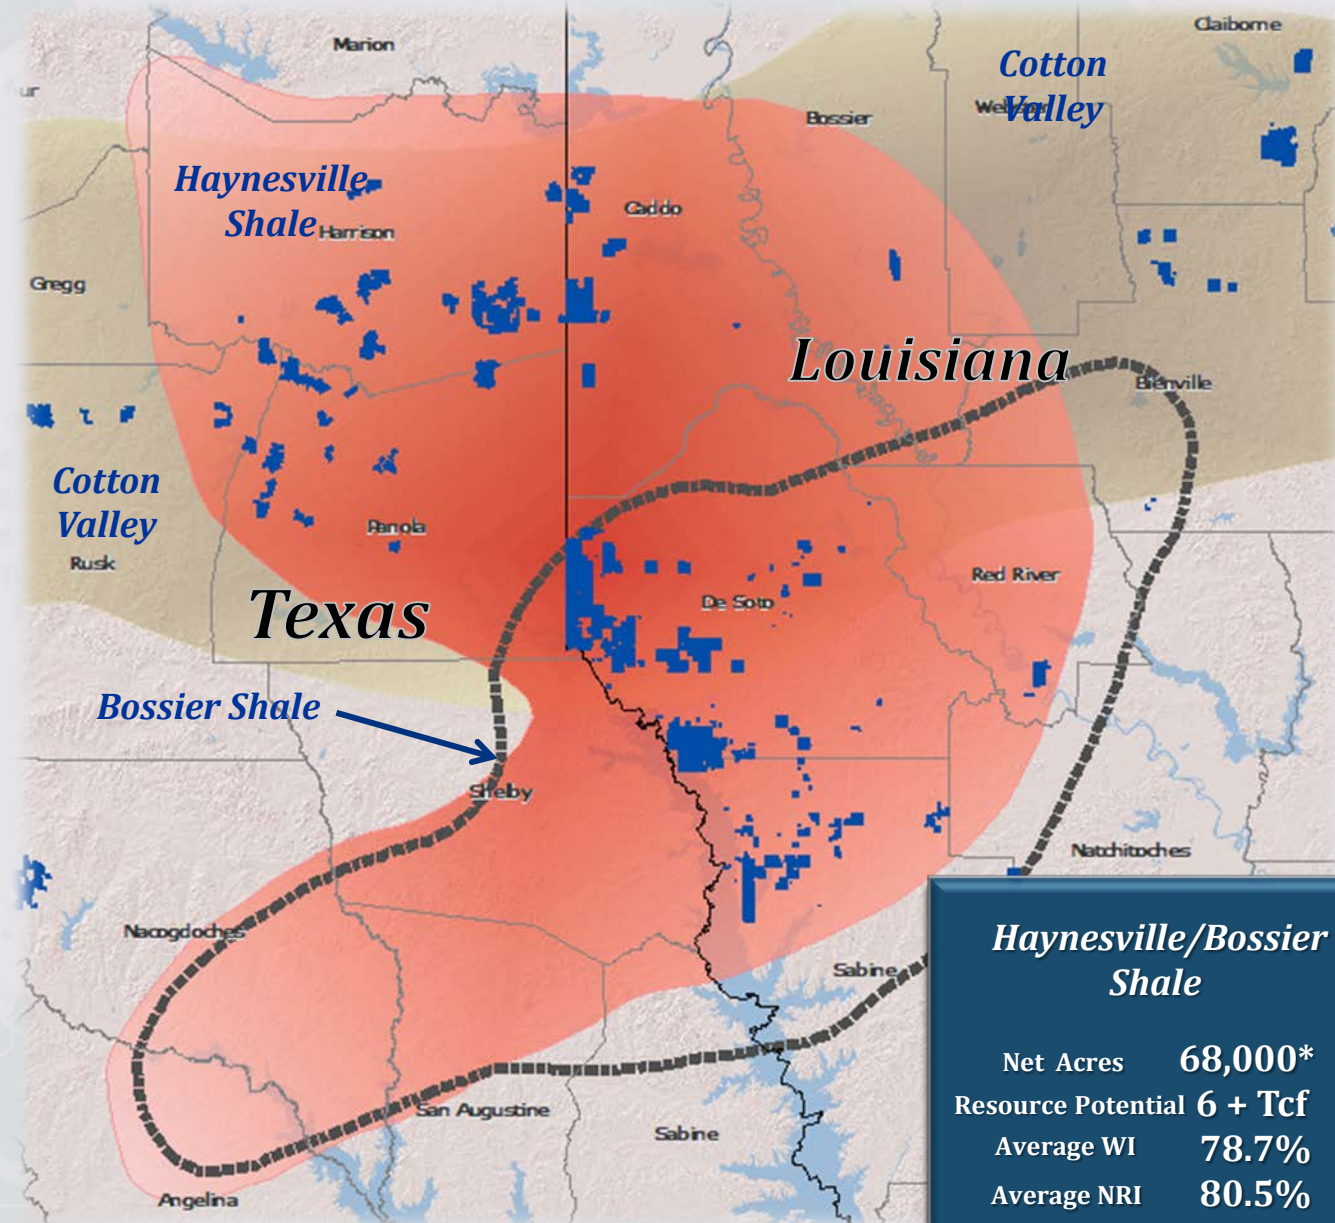 Marion
Claiborne
Cotton
Valley
ur
Webster
Bossier
Haynesville
Shale
Harrison
Caddo
Gregg
Louisiana
Bienville
Cotton
Valley
Panola
Rusk
Texas
De Soto
Red River
Bossier Shale
Shelby
Natchitoches
Nacogdoches
Sabine
San Augustine
Sabine
Angelina
Haynesville/Bossier
Shale
Net Acres 68,000*
Resource Potential 6 + Tcf
Average WI 78.7%
Average NRI 80.5%